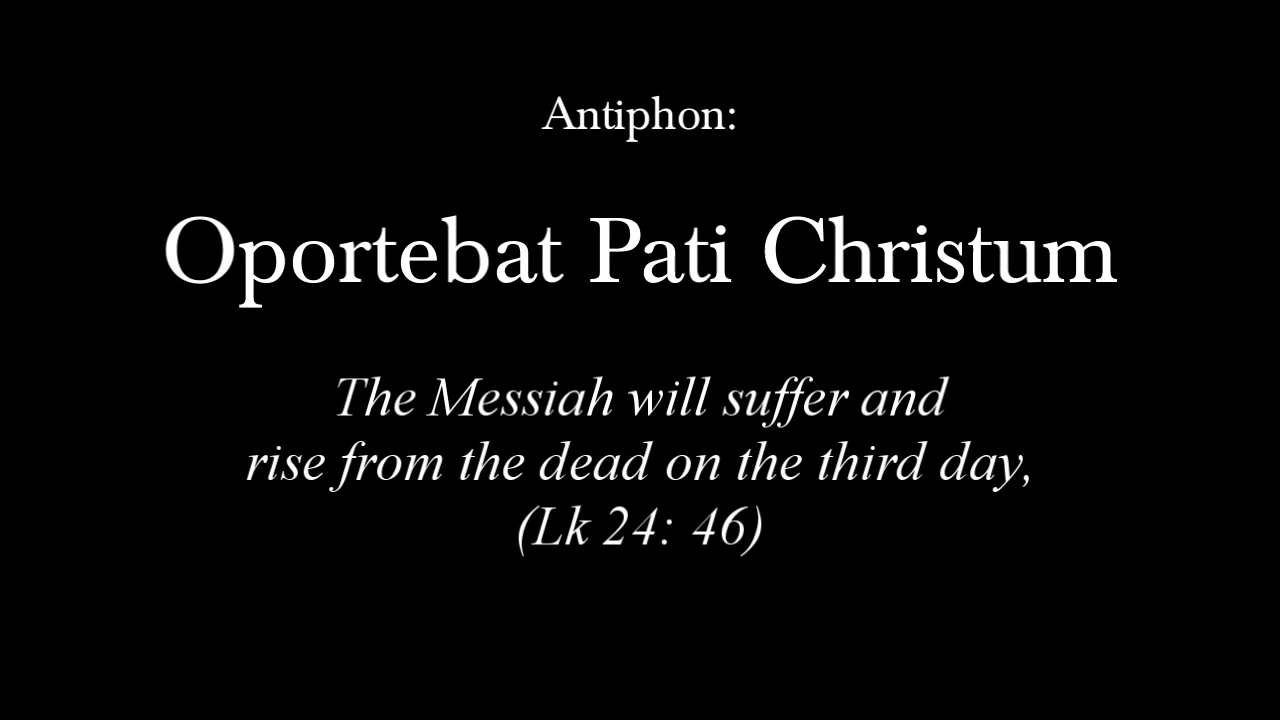 Antiphon:
Oportebat Pati Christum
The Messiah will suffer and
rise from the dead on the third day,
(Lk 24: 46)